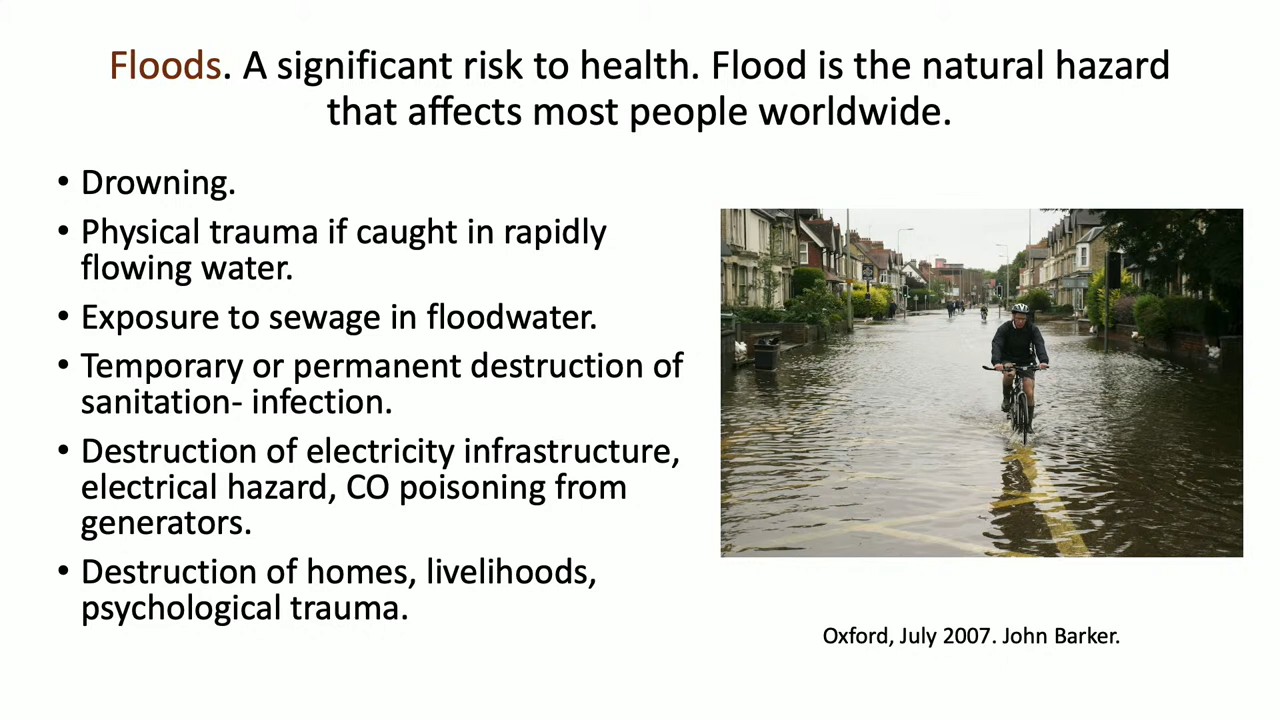 Floods. A significant risk to health. Flood is the natural hazard
that affects most people worldwide.
• Drowning.
• Physical trauma if caught in rapidly
flowing water.
• Exposure to sewage in floodwater.
• Temporary or permanent destruction of
sanitation- infection.
• Destruction of electricity infrastructure,
electrical hazard, CO poisoning from
generators.
• Destruction of homes, livelihoods,
psychological trauma.
Oxford, July 2007. John Barker.